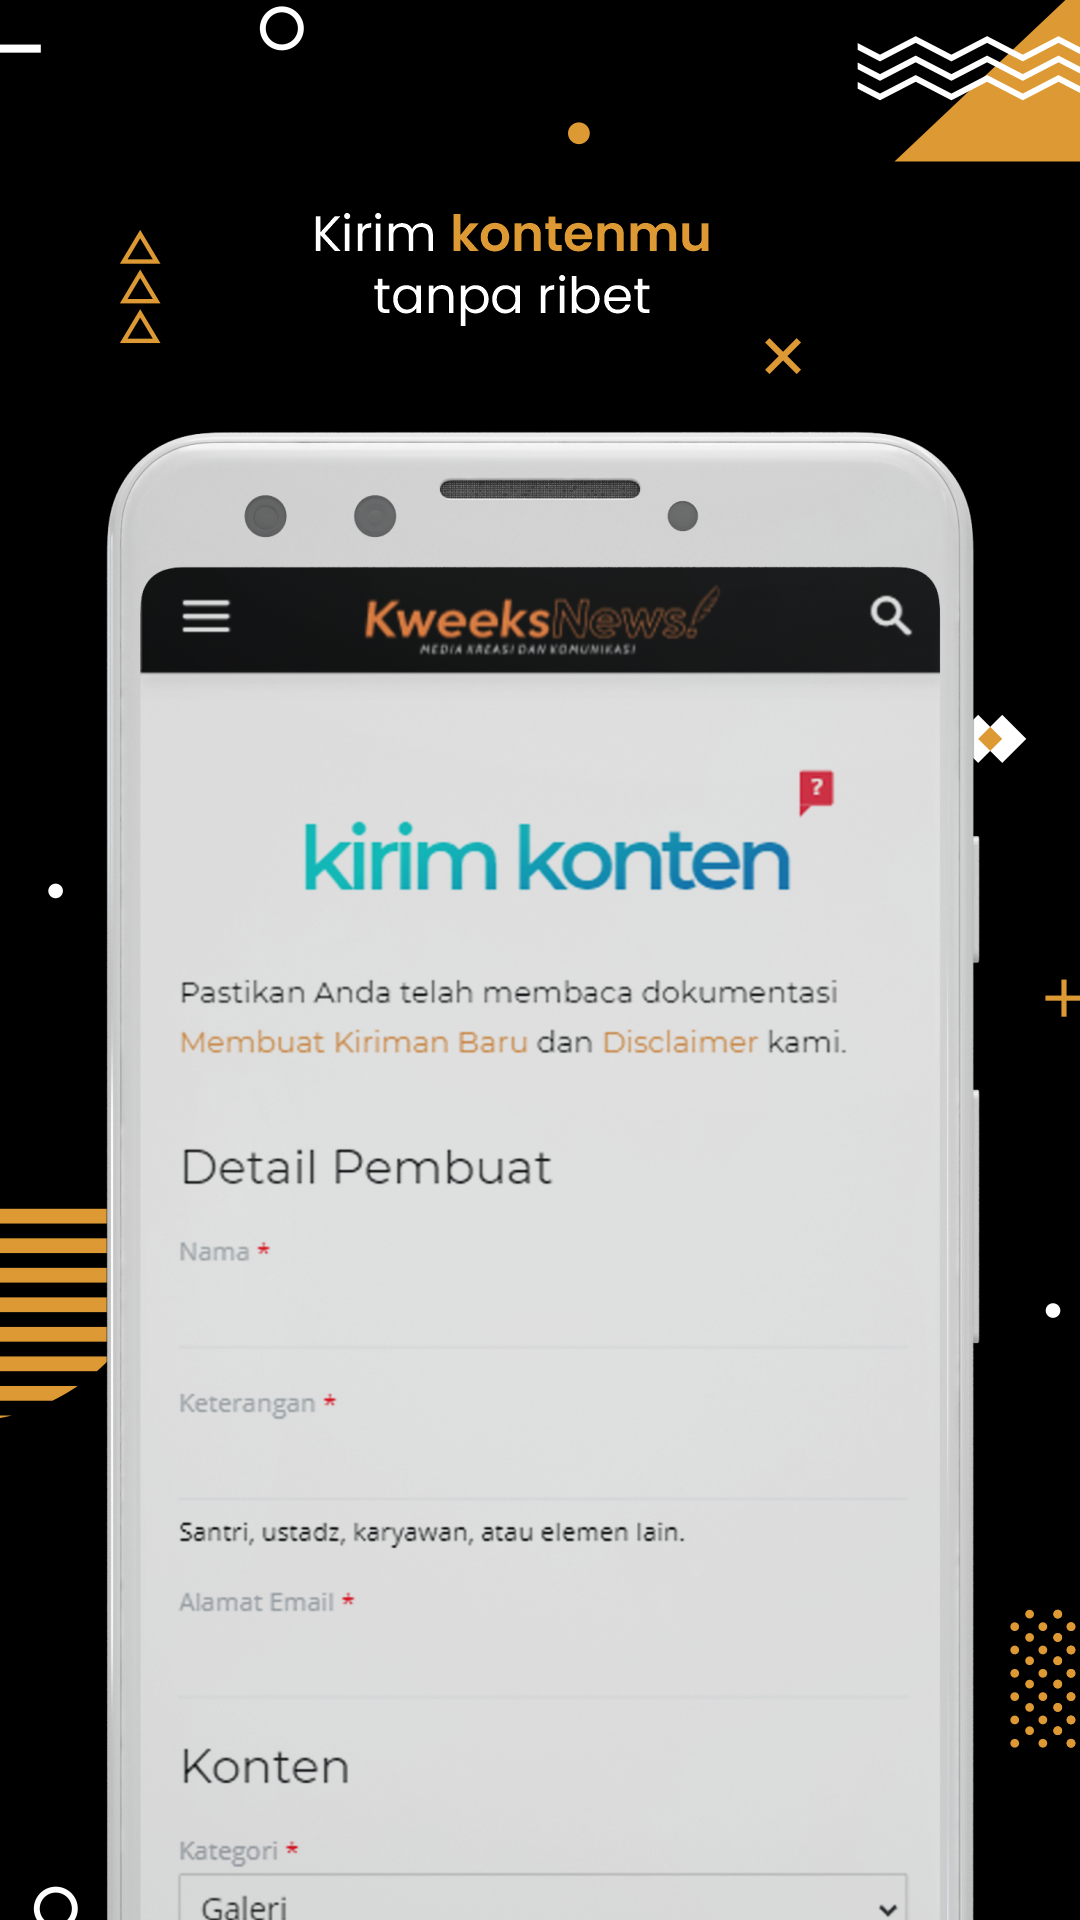 Kirim kontenmu
tanpa ribet
KweeksNews!
MEDIA KREASI DAN KOMUNIKASI
?
kirim konten
Pastikan Anda telah membaca dokumentasi
Membuat Kiriman Baru dan Disclaimer kami.
Detail Pembuat
Nama *
Keterangan *
Santri, ustadz, karyawan, atau elemen lain.
Alamat Email *
Konten
Kategori *
Galeri